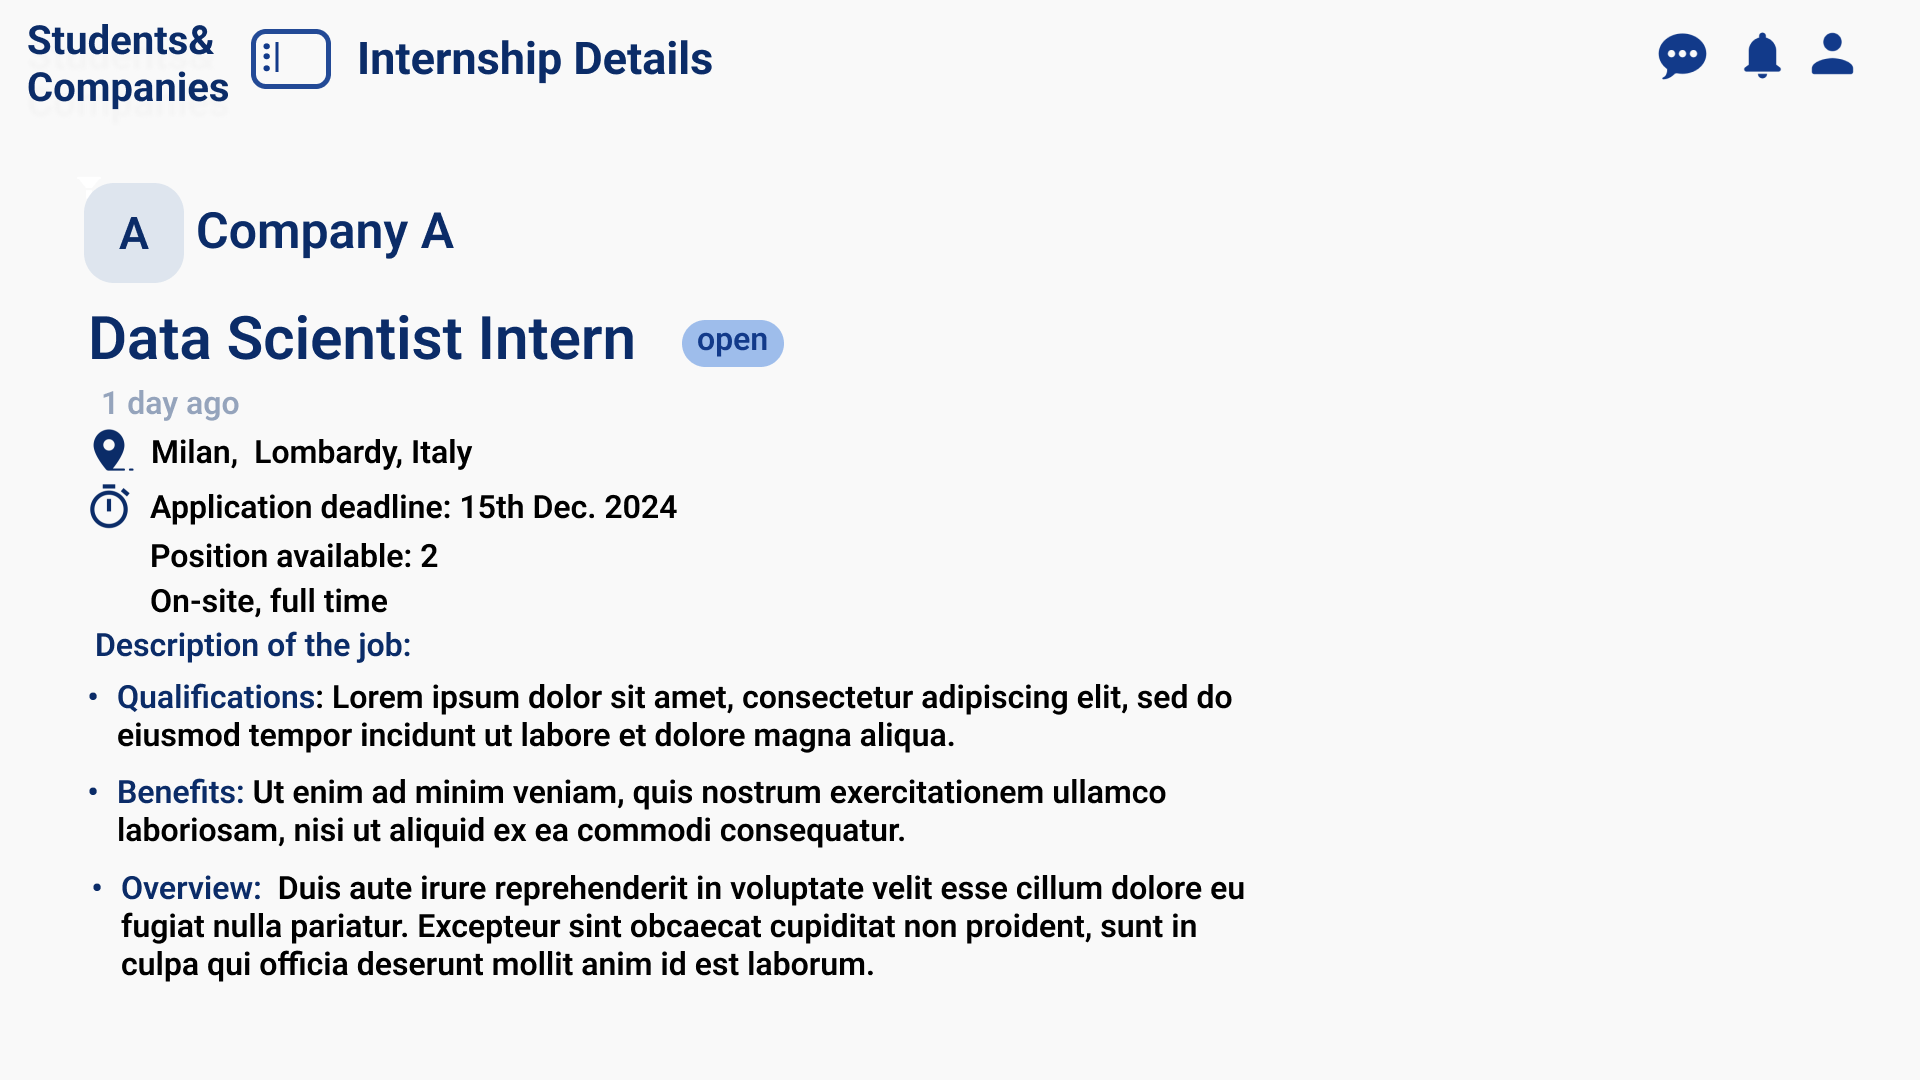 Students&
Companies
Internship Details
A
Company A
Data Scientist Intern
open
1 day ago
Milan,  Lombardy, Italy
Application deadline: 15th Dec. 2024
Position available: 2
On-site, full time
Description of the job:
• Qualifications: Lorem ipsum dolor sit amet, consectetur adipiscing elit, sed do
eiusmod tempor incidunt ut labore et dolore magna aliqua.
• Benefits: Ut enim ad minim veniam, quis nostrum exercitationem ullamco
laboriosam, nisi ut aliquid ex ea commodi consequatur.
• Overview:  Duis aute irure reprehenderit in voluptate velit esse cillum dolore eu
fugiat nulla pariatur. Excepteur sint obcaecat cupiditat non proident, sunt in
culpa qui officia deserunt mollit anim id est laborum.